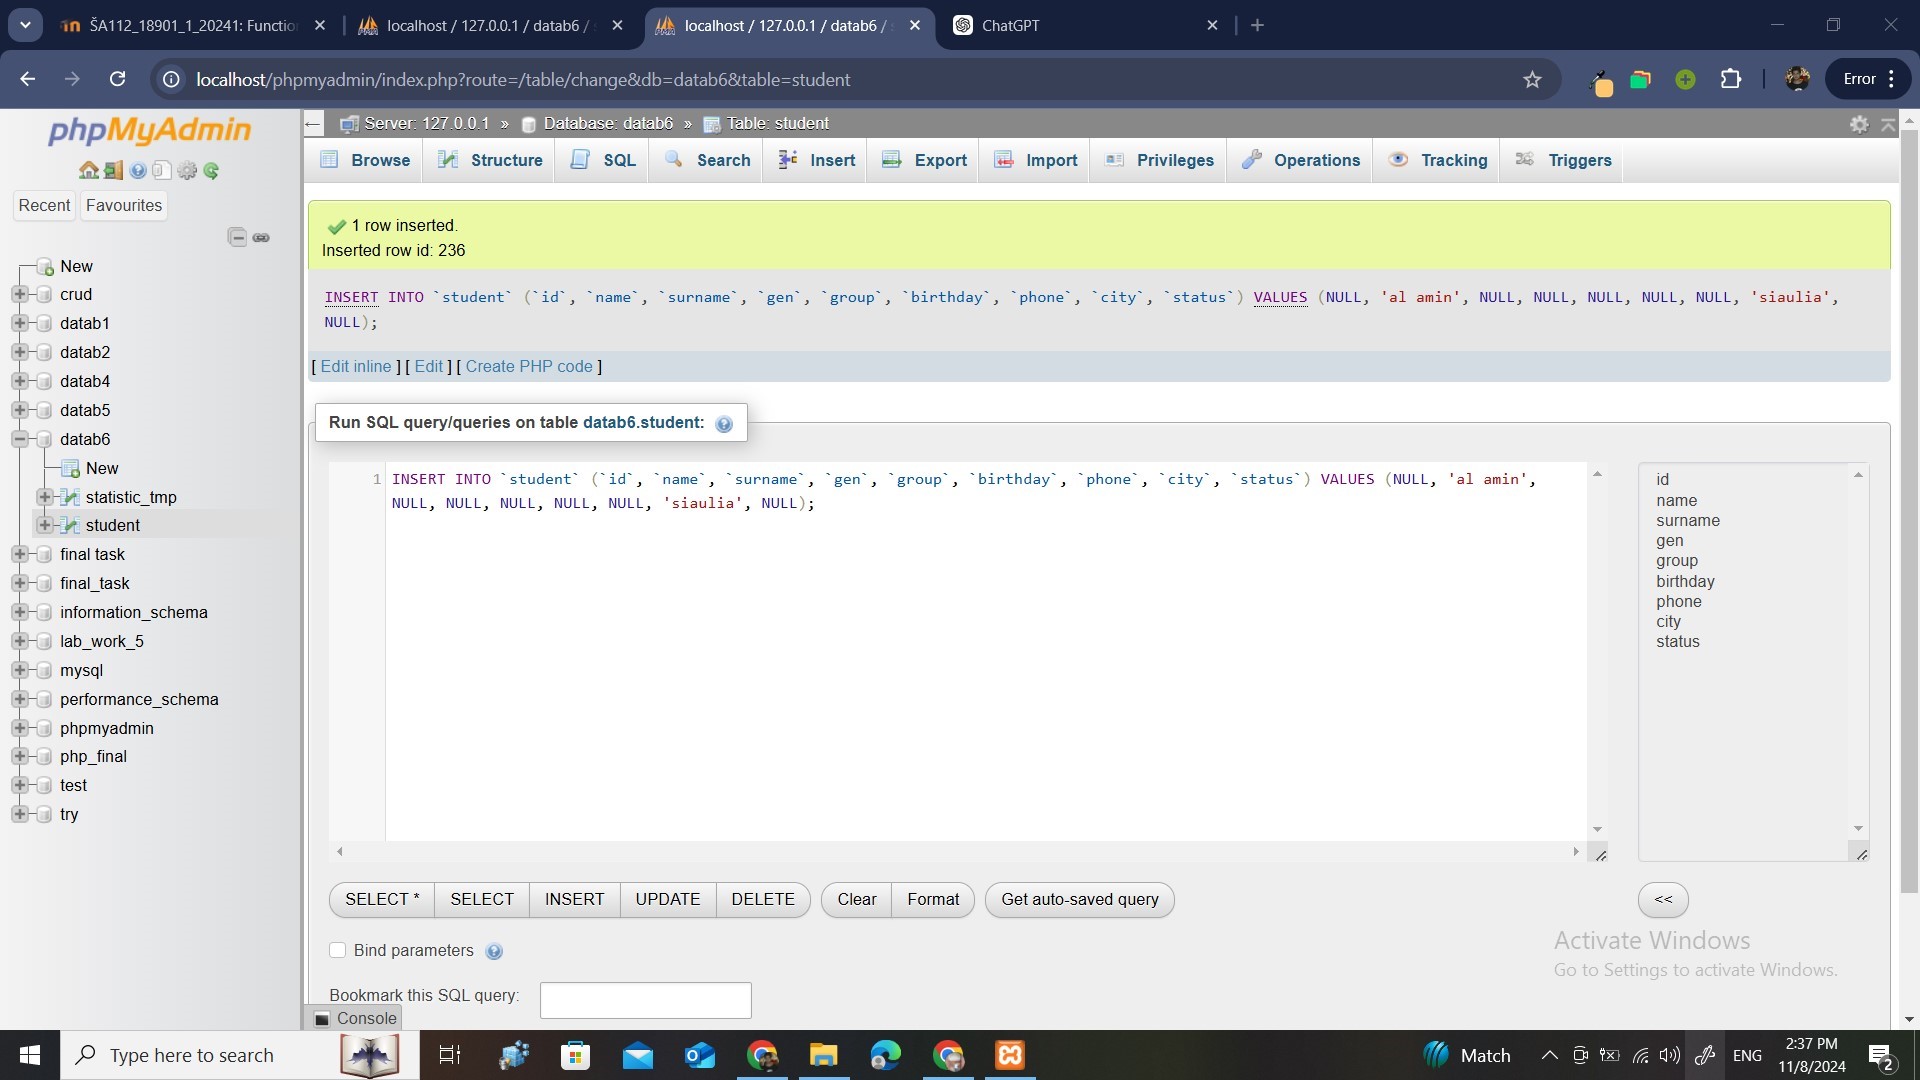 ŠA112_18901_1_20241: Functio
localhost / 127.0.0.1 / datab6 /
localhost / 127.0.0.1 / datab6 /
ChatGPT
localhost/phpmyadmin/index.php?route=/table/change&db=datab6&table=student
Error
phpMyAdmin
Recent
Favourites
New
crud
datab1
datab2
datab4
datab5
datab6
New
statistic_tmp
student
final task
final_task
information_schema
lab_work_5
mysql
performance_schema
phpmyadmin
php_final
test
try
Server: 127.0.0.1 » Database: datab6 » Table: student
Browse
Structure
SQL
Search
Insert
Export
Import
Privileges
Operations
Tracking
Triggers
1 row inserted.
Inserted row id: 236
INSERT INTO `student` (`id`, `name`, `surname`, `gen`, `group`, `birthday`, `phone`, `city`, `status`) VALUES (NULL, 'al amin', NULL, NULL, NULL, NULL, NULL, 'siaulia',
NULL);
[ Edit inline ] [ Edit ] [ Create PHP code ]
Run SQL query/queries on table datab6.student:
1 INSERT INTO `student` (`id`, `name`, `surname`, `gen`, `group`, `birthday`, `phone`, `city`, `status`) VALUES (NULL, 'al amin',
NULL, NULL, NULL, NULL, NULL, 'siaulia', NULL);
id
name
surname
gen
group
birthday
phone
city
status
SELECT *
SELECT
INSERT
UPDATE
DELETE
Clear
Format
Get auto-saved query
<<
Bind parameters
Bookmark this SQL query:
Console
Activate Windows
Go to Settings to activate Windows.
Type here to search
Match
ENG
2:37 PM
11/8/2024
2